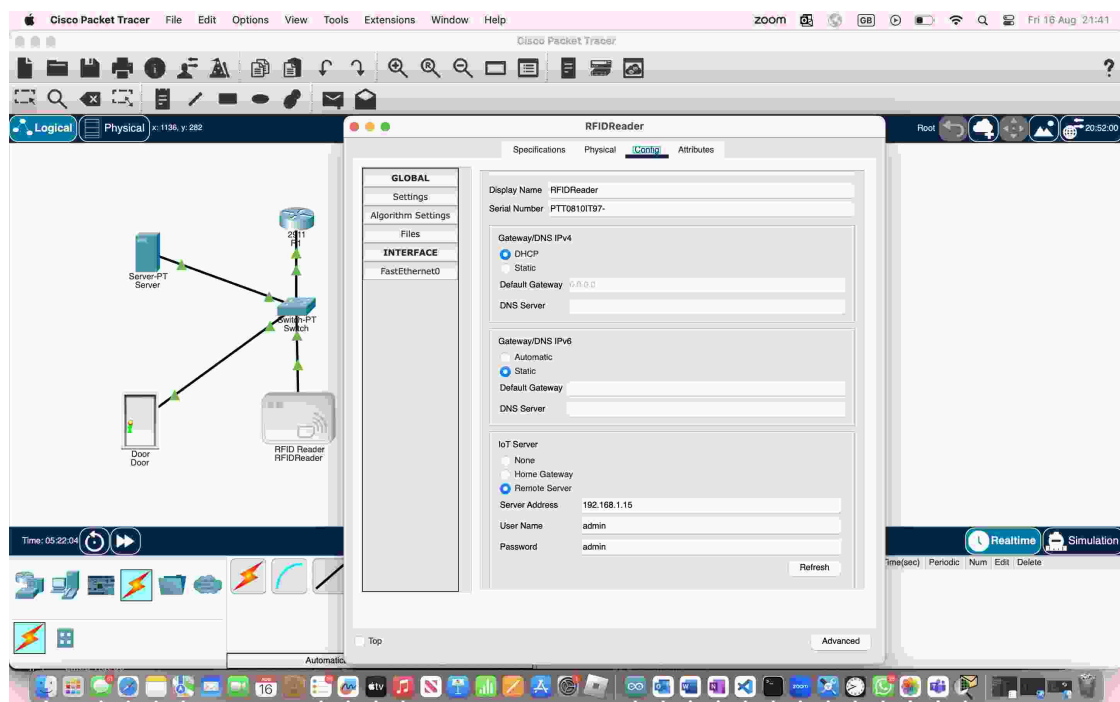 Cisco Packet Tracer File Edit Options View Tools Extensions Window Help zoom GB Fri 16 Aug 21:41
Cisco Packet Tracer
?
Logical Physical x: 1136, y: 282 RFIDReader Root 20:52:00
Specifications Physical Config Attributes
GLOBAL
Settings
Algorithm Settings
Files
INTERFACE
FastEthernet0
Display Name RFIDReader
Serial Number PTT0810IT97-
Gateway/DNS IPv4
DHCP
Static
Default Gateway 0.0.0.0
DNS Server
Gateway/DNS IPv6
Automatic
Static
Default Gateway
DNS Server
IoT Server
None
Home Gateway
Remote Server
Server Address 192.168.1.15
User Name admin
Password admin
Refresh
Top Advanced
2911
R1
Server-PT
Server
Switch-PT
Switch
Door
Door
RFID Reader
RFIDReader
Time: 05:22:04 Realtime Simulation
Periodic Num Edit Delete
tv
16
zoom